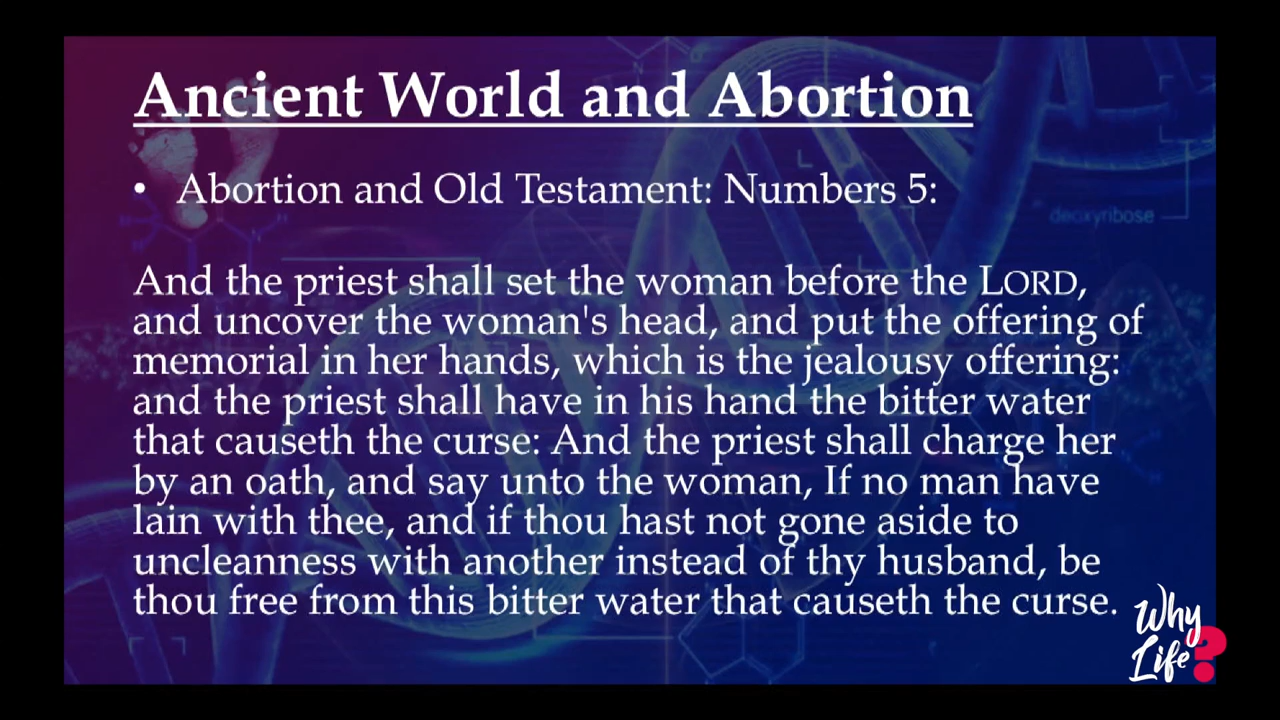 Ancient World and Abortion
• Abortion and Old Testament: Numbers 5:
deoxyribose
And the priest shall set the woman before the LORD,
and uncover the woman's head, and put the offering of
memorial in her hands, which is the jealousy offering:
and the priest shall have in his hand the bitter water
that causeth the curse: And the priest shall charge her
by an oath, and say unto the woman, If no man have
lain with thee, and if thou hast not gone aside to
uncleanness with another instead of thy husband, be
thou free from this bitter water that causeth the curse.
Why
Life?